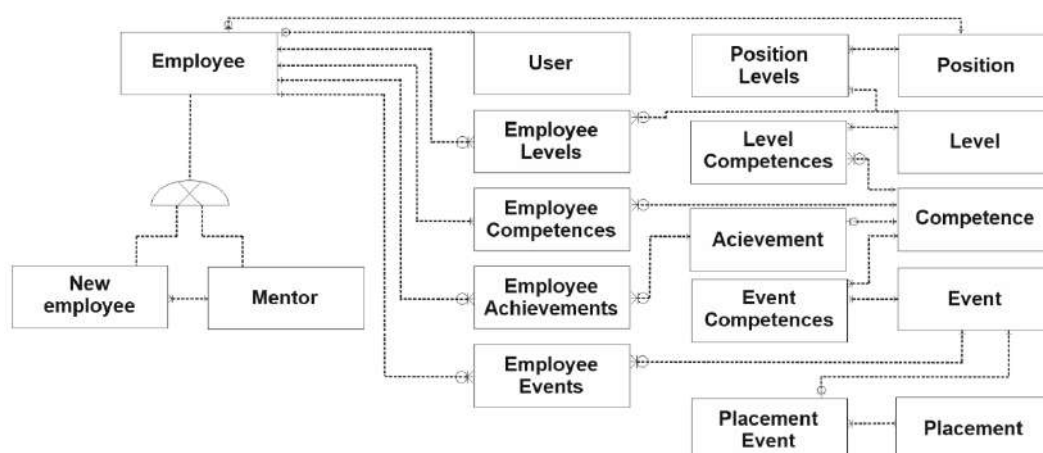 Employee
User
Position
Levels
Position
Employee
Levels
Level
Competences
Level
Employee
Competences
Acievement
Competence
New
employee
Mentor
Employee
Achievements
Event
Competences
Event
Employee
Events
Placement
Event
Placement